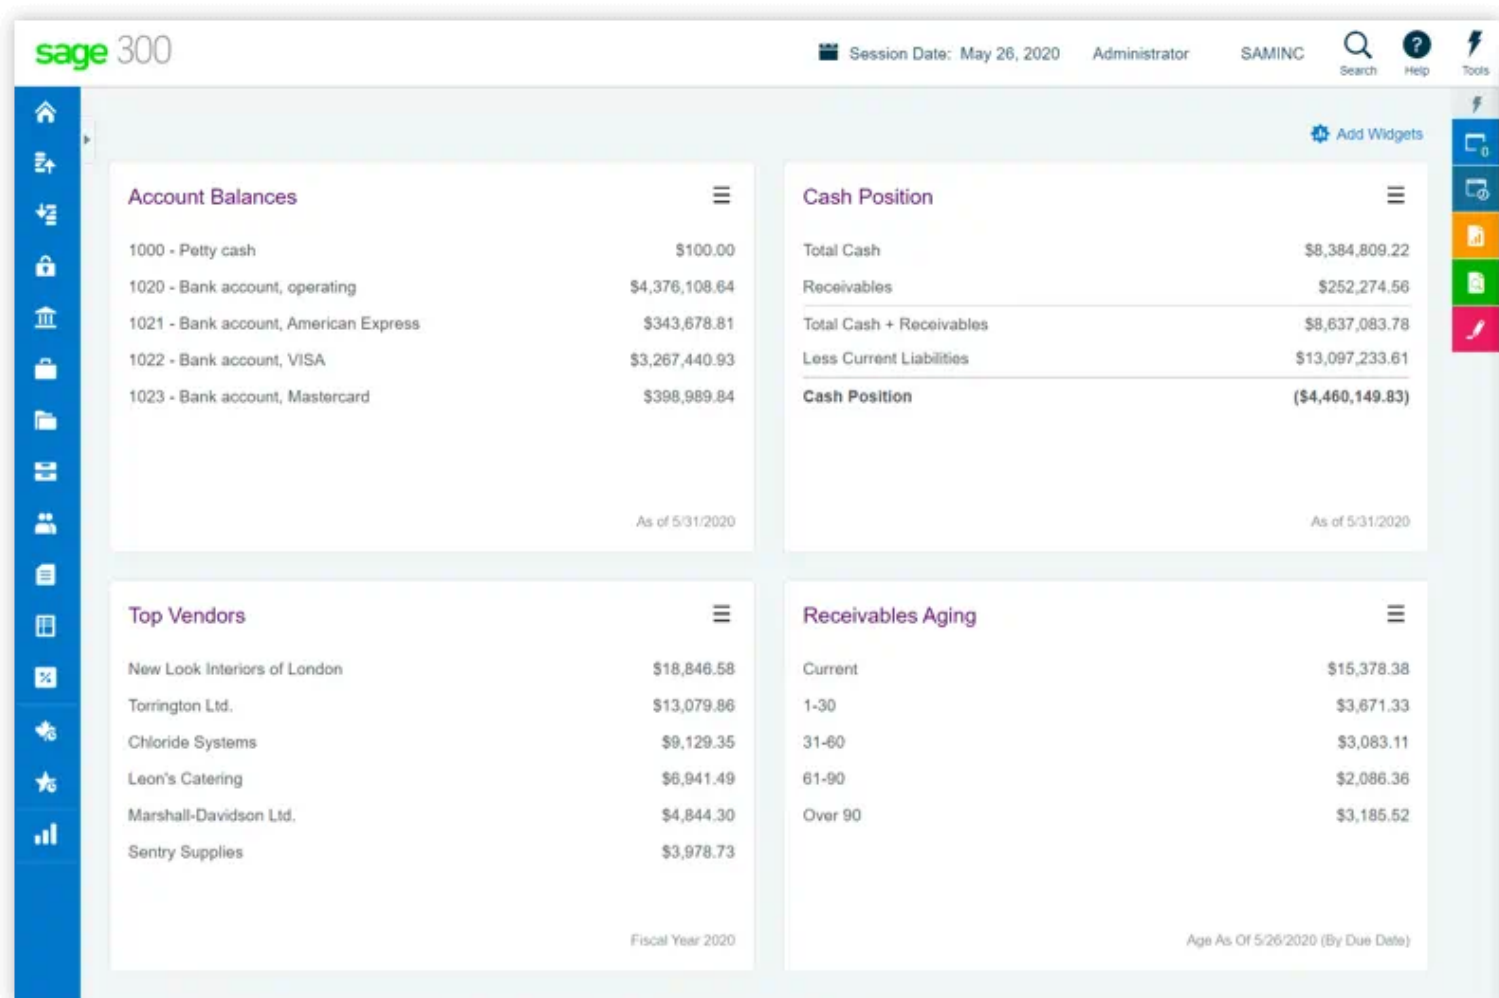 sage 300
Session Date: May 26, 2020 Administrator SAMINC Search Help Tools
Add Widgets
0
Account Balances
1000 - Petty cash $100.00
1020 - Bank account, operating $4,376,108.64
1021 - Bank account, American Express $343,678.81
1022 - Bank account, VISA $3,267,440.93
1023 - Bank account, Mastercard $398,989.84
As of 5/31/2020
Cash Position
Total Cash $8,384,809.22
Receivables $252,274.56
Total Cash + Receivables $8,637,083.78
Less Current Liabilities $13,097,233.61
Cash Position ($4,460,149.83)
As of 5/31/2020
Top Vendors
New Look Interiors of London $18,846.58
Torrington Ltd. $13,079.86
Chloride Systems $9,129.35
Leon's Catering $6,941.49
Marshall-Davidson Ltd. $4,844.30
Sentry Supplies $3,978.73
Fiscal Year 2020
Receivables Aging
Current $15,378.38
1-30 $3,671.33
31-60 $3,083.11
61-90 $2,086.36
Over 90 $3,185.52
Age As Of 5/26/2020 (By Due Date)